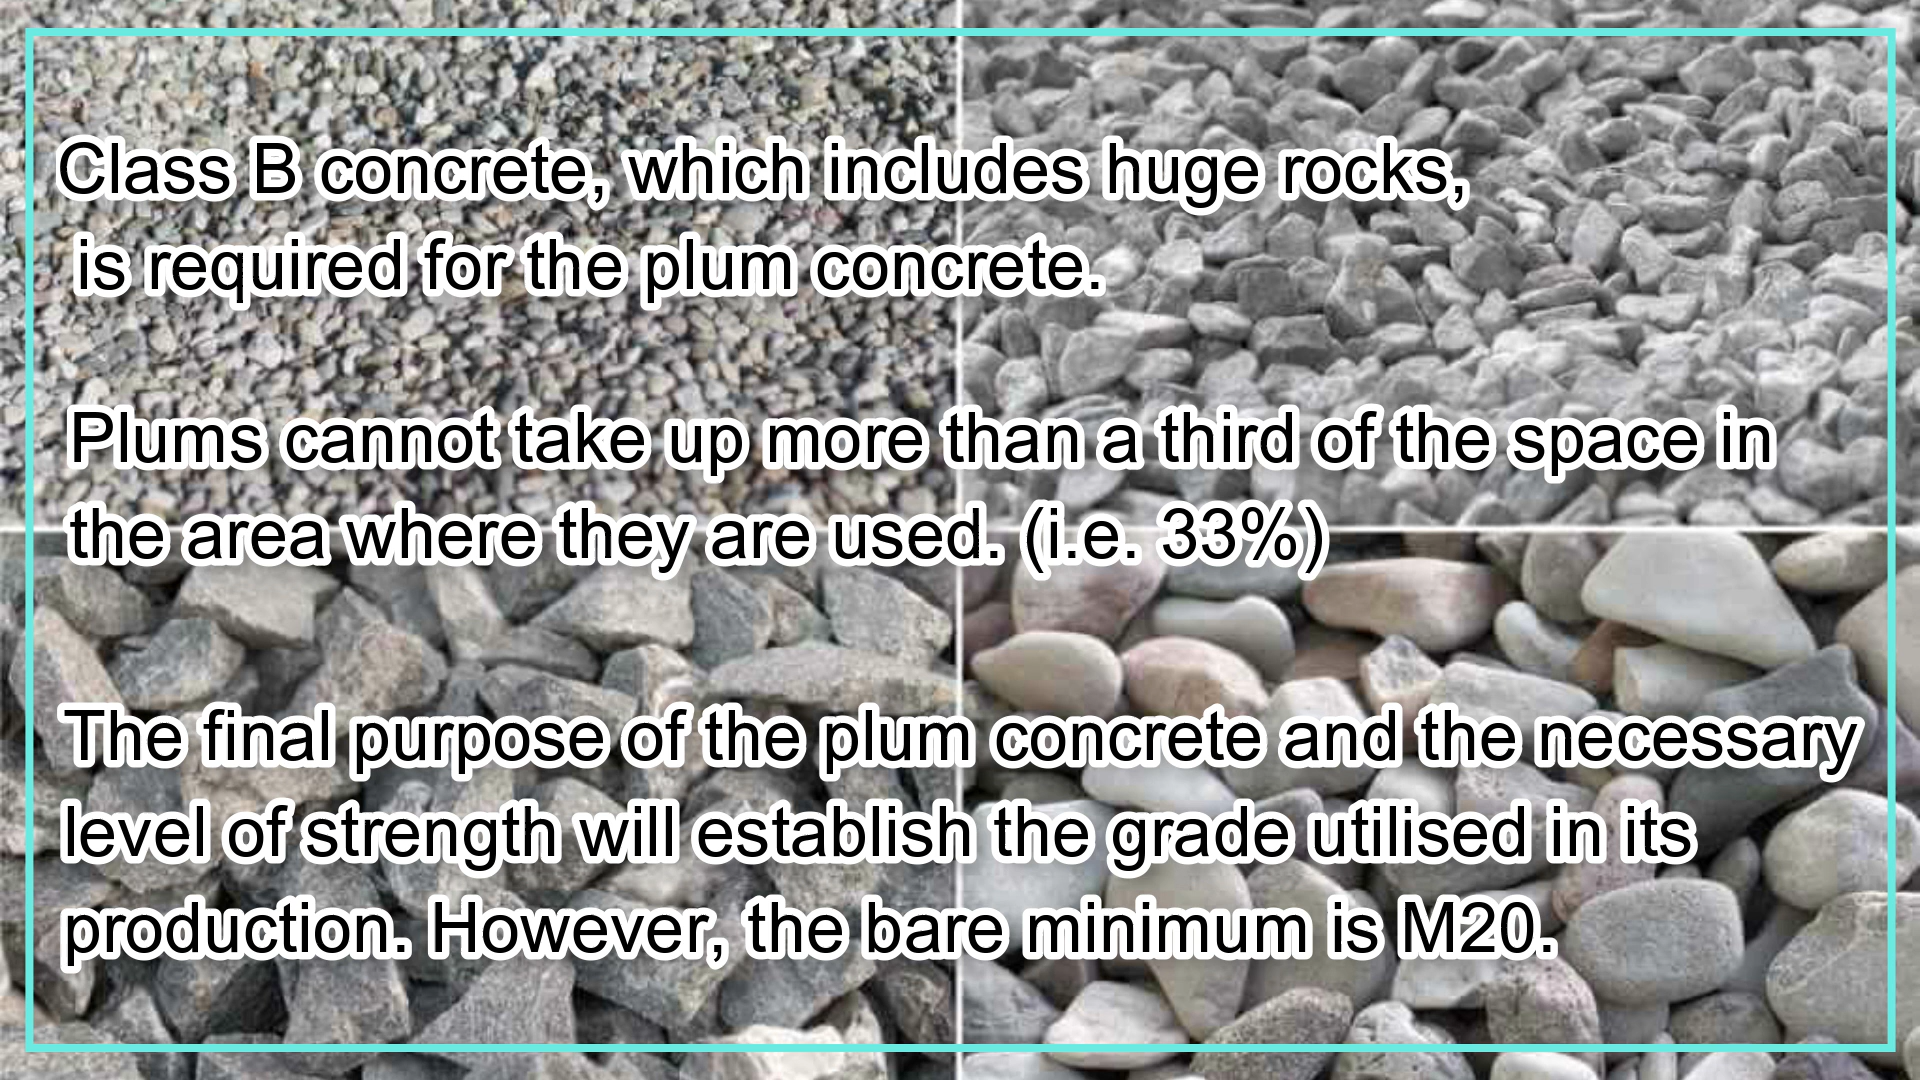 Class B concrete, which includes huge rocks,
is required for the plum concrete.
Plums cannot take up more than a third of the space in
the area where they are used. (i.e. 33%)
The final purpose of the plum concrete and the necessary
level of strength will establish the grade utilised in its
production. However, the bare minimum is M20.